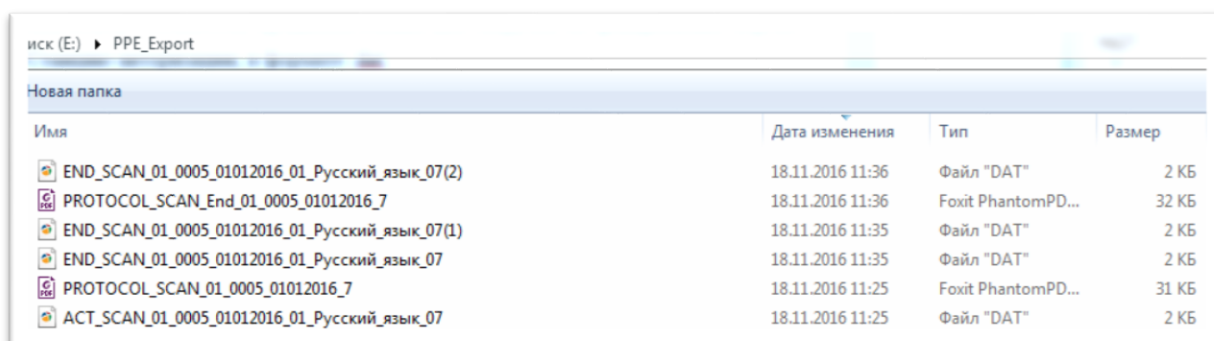 иск (E:) ▸ PPE_Export
Новая папка
Имя Дата изменения Тип Размер
END_SCAN_01_0005_01012016_01_Русский_язык_07(2) 18.11.2016 11:36 Файл "DAT" 2 КБ
PROTOCOL_SCAN_End_01_0005_01012016_7 18.11.2016 11:36 Foxit PhantomPD... 32 КБ
END_SCAN_01_0005_01012016_01_Русский_язык_07(1) 18.11.2016 11:35 Файл "DAT" 2 КБ
END_SCAN_01_0005_01012016_01_Русский_язык_07 18.11.2016 11:35 Файл "DAT" 2 КБ
PROTOCOL_SCAN_01_0005_01012016_7 18.11.2016 11:25 Foxit PhantomPD... 31 КБ
ACT_SCAN_01_0005_01012016_01_Русский_язык_07 18.11.2016 11:25 Файл "DAT" 2 КБ